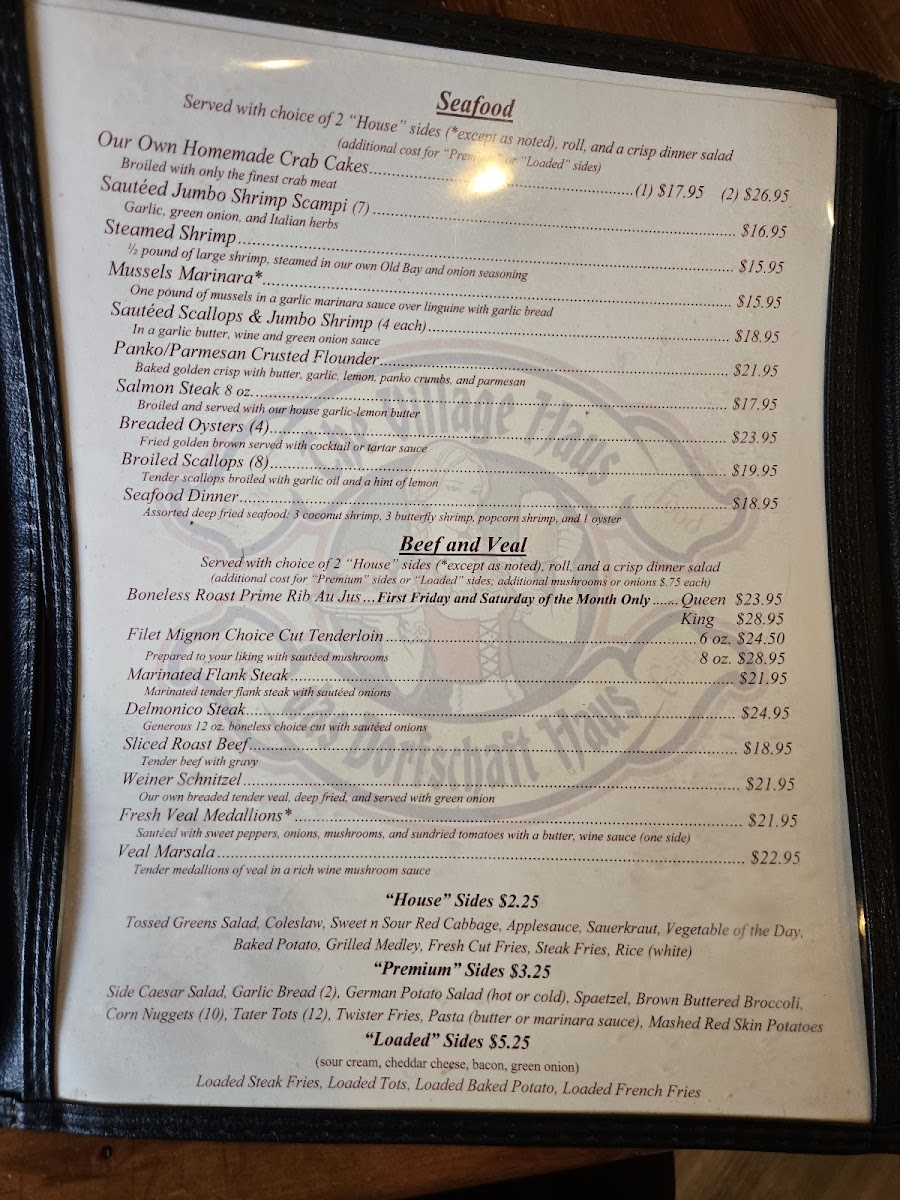 Seafood
Served with choice of 2 "House" sides (*except as noted), roll, and a crisp dinner salad
(additional cost for "Premium" or "Loaded" sides)
Our Own Homemade Crab Cakes.....(1) $17.95 (2) $26.95
Broiled with only the finest crab meat
Sautéed Jumbo Shrimp Scampi (7)..... $16.95
Garlic, green onion, and Italian herbs
Steamed Shrimp..... $15.95
½ pound of large shrimp, steamed in our own Old Bay and onion seasoning
Mussels Marinara*..... $15.95
One pound of mussels in a garlic marinara sauce over linguine with garlic bread
Sautéed Scallops & Jumbo Shrimp (4 each)..... $18.95
In a garlic butter, wine and green onion sauce
Panko/Parmesan Crusted Flounder..... $21.95
Baked golden crisp with butter, garlic, lemon, panko crumbs, and parmesan
Salmon Steak 8 oz...... $17.95
Broiled and served with our house garlic-lemon butter
Breaded Oysters (4)..... $23.95
Fried golden brown served with cocktail or tartar sauce
Broiled Scallops (8)..... $19.95
Tender scallops broiled with garlic oil and a hint of lemon
Seafood Dinner..... $18.95
Assorted deep fried seafood: 3 coconut shrimp, 3 butterfly shrimp, popcorn shrimp, and 1 oyster
The Village Haus
Das Dortschaft Haus
Beef and Veal
Served with choice of 2 "House" sides (*except as noted), roll, and a crisp dinner salad
(additional cost for "Premium" sides or "Loaded" sides; additional mushrooms or onions $.75 each)
Boneless Roast Prime Rib Au Jus...First Friday and Saturday of the Month Only.......Queen $23.95
King $28.95
Filet Mignon Choice Cut Tenderloin.....6 oz. $24.50
Prepared to your liking with sautéed mushrooms 8 oz. $28.95
Marinated Flank Steak..... $21.95
Marinated tender flank steak with sautéed onions
Delmonico Steak..... $24.95
Generous 12 oz. boneless choice cut with sautéed onions
Sliced Roast Beef..... $18.95
Tender beef with gravy
Weiner Schnitzel..... $21.95
Our own breaded tender veal, deep fried, and served with green onion
Fresh Veal Medallions*..... $21.95
Sautéed with sweet peppers, onions, mushrooms, and sundried tomatoes with a butter, wine sauce (one side)
Veal Marsala..... $22.95
Tender medallions of veal in a rich wine mushroom sauce
"House" Sides $2.25
Tossed Greens Salad, Coleslaw, Sweet n Sour Red Cabbage, Applesauce, Sauerkraut, Vegetable of the Day,
Baked Potato, Grilled Medley, Fresh Cut Fries, Steak Fries, Rice (white)
"Premium" Sides $3.25
Side Caesar Salad, Garlic Bread (2), German Potato Salad (hot or cold), Spaetzel, Brown Buttered Broccoli,
Corn Nuggets (10), Tater Tots (12), Twister Fries, Pasta (butter or marinara sauce), Mashed Red Skin Potatoes
"Loaded" Sides $5.25
(sour cream, cheddar cheese, bacon, green onion)
Loaded Steak Fries, Loaded Tots, Loaded Baked Potato, Loaded French Fries